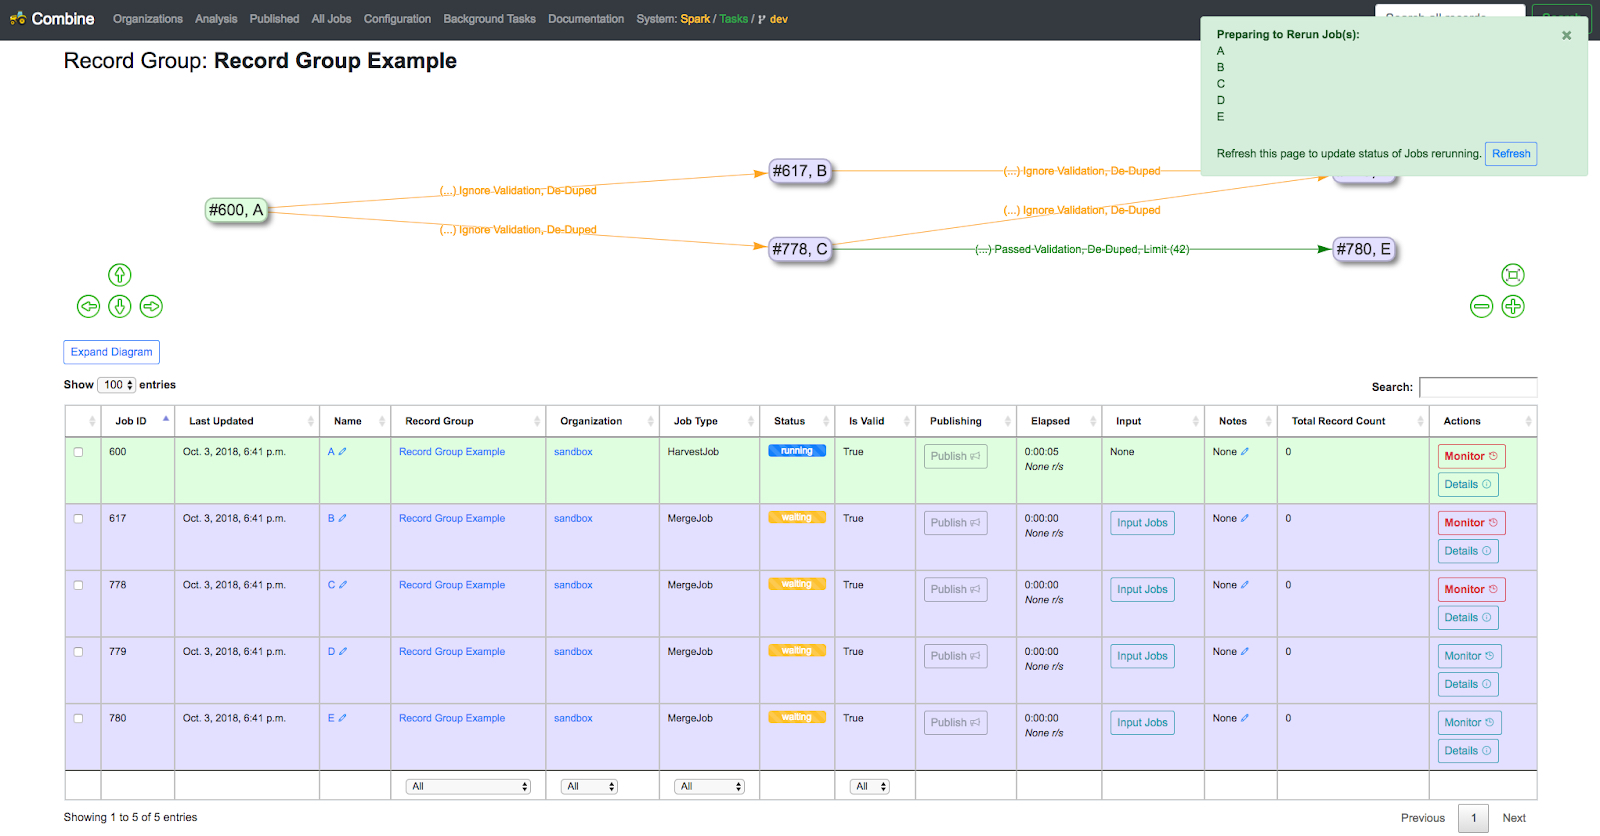 Combine Organizations Analysis Published All Jobs Configuration Background Tasks Documentation System: Spark / Tasks / dev
Preparing to Rerun Job(s): ×
A
B
C
D
E
Refresh this page to update status of Jobs rerunning. Refresh
Record Group: Record Group Example
#617, B
(...) Ignore Validation, De-Duped
(...) Ignore Validation, De-Duped
#600, A
(...) Ignore Validation, De-Duped
(...) Ignore Validation, De-Duped
#778, C
(...) Passed Validation, De-Duped, Limit (42)
#780, E
Expand Diagram
Show 100 entries
Search:
Job ID Last Updated Name Record Group Organization Job Type Status Is Valid Publishing Elapsed Input Notes Total Record Count Actions
600 Oct. 3, 2018, 6:41 p.m. A Record Group Example sandbox HarvestJob running True Publish 0:00:05 None None 0 Monitor
None r/s Details
617 Oct. 3, 2018, 6:41 p.m. B Record Group Example sandbox MergeJob waiting True Publish 0:00:00 Input Jobs None 0 Monitor
None r/s Details
778 Oct. 3, 2018, 6:41 p.m. C Record Group Example sandbox MergeJob waiting True Publish 0:00:00 Input Jobs None 0 Monitor
None r/s Details
779 Oct. 3, 2018, 6:41 p.m. D Record Group Example sandbox MergeJob waiting True Publish 0:00:00 Input Jobs None 0 Monitor
None r/s Details
780 Oct. 3, 2018, 6:41 p.m. E Record Group Example sandbox MergeJob waiting True Publish 0:00:00 Input Jobs None 0 Monitor
None r/s Details
All All All All
Showing 1 to 5 of 5 entries
Previous 1 Next